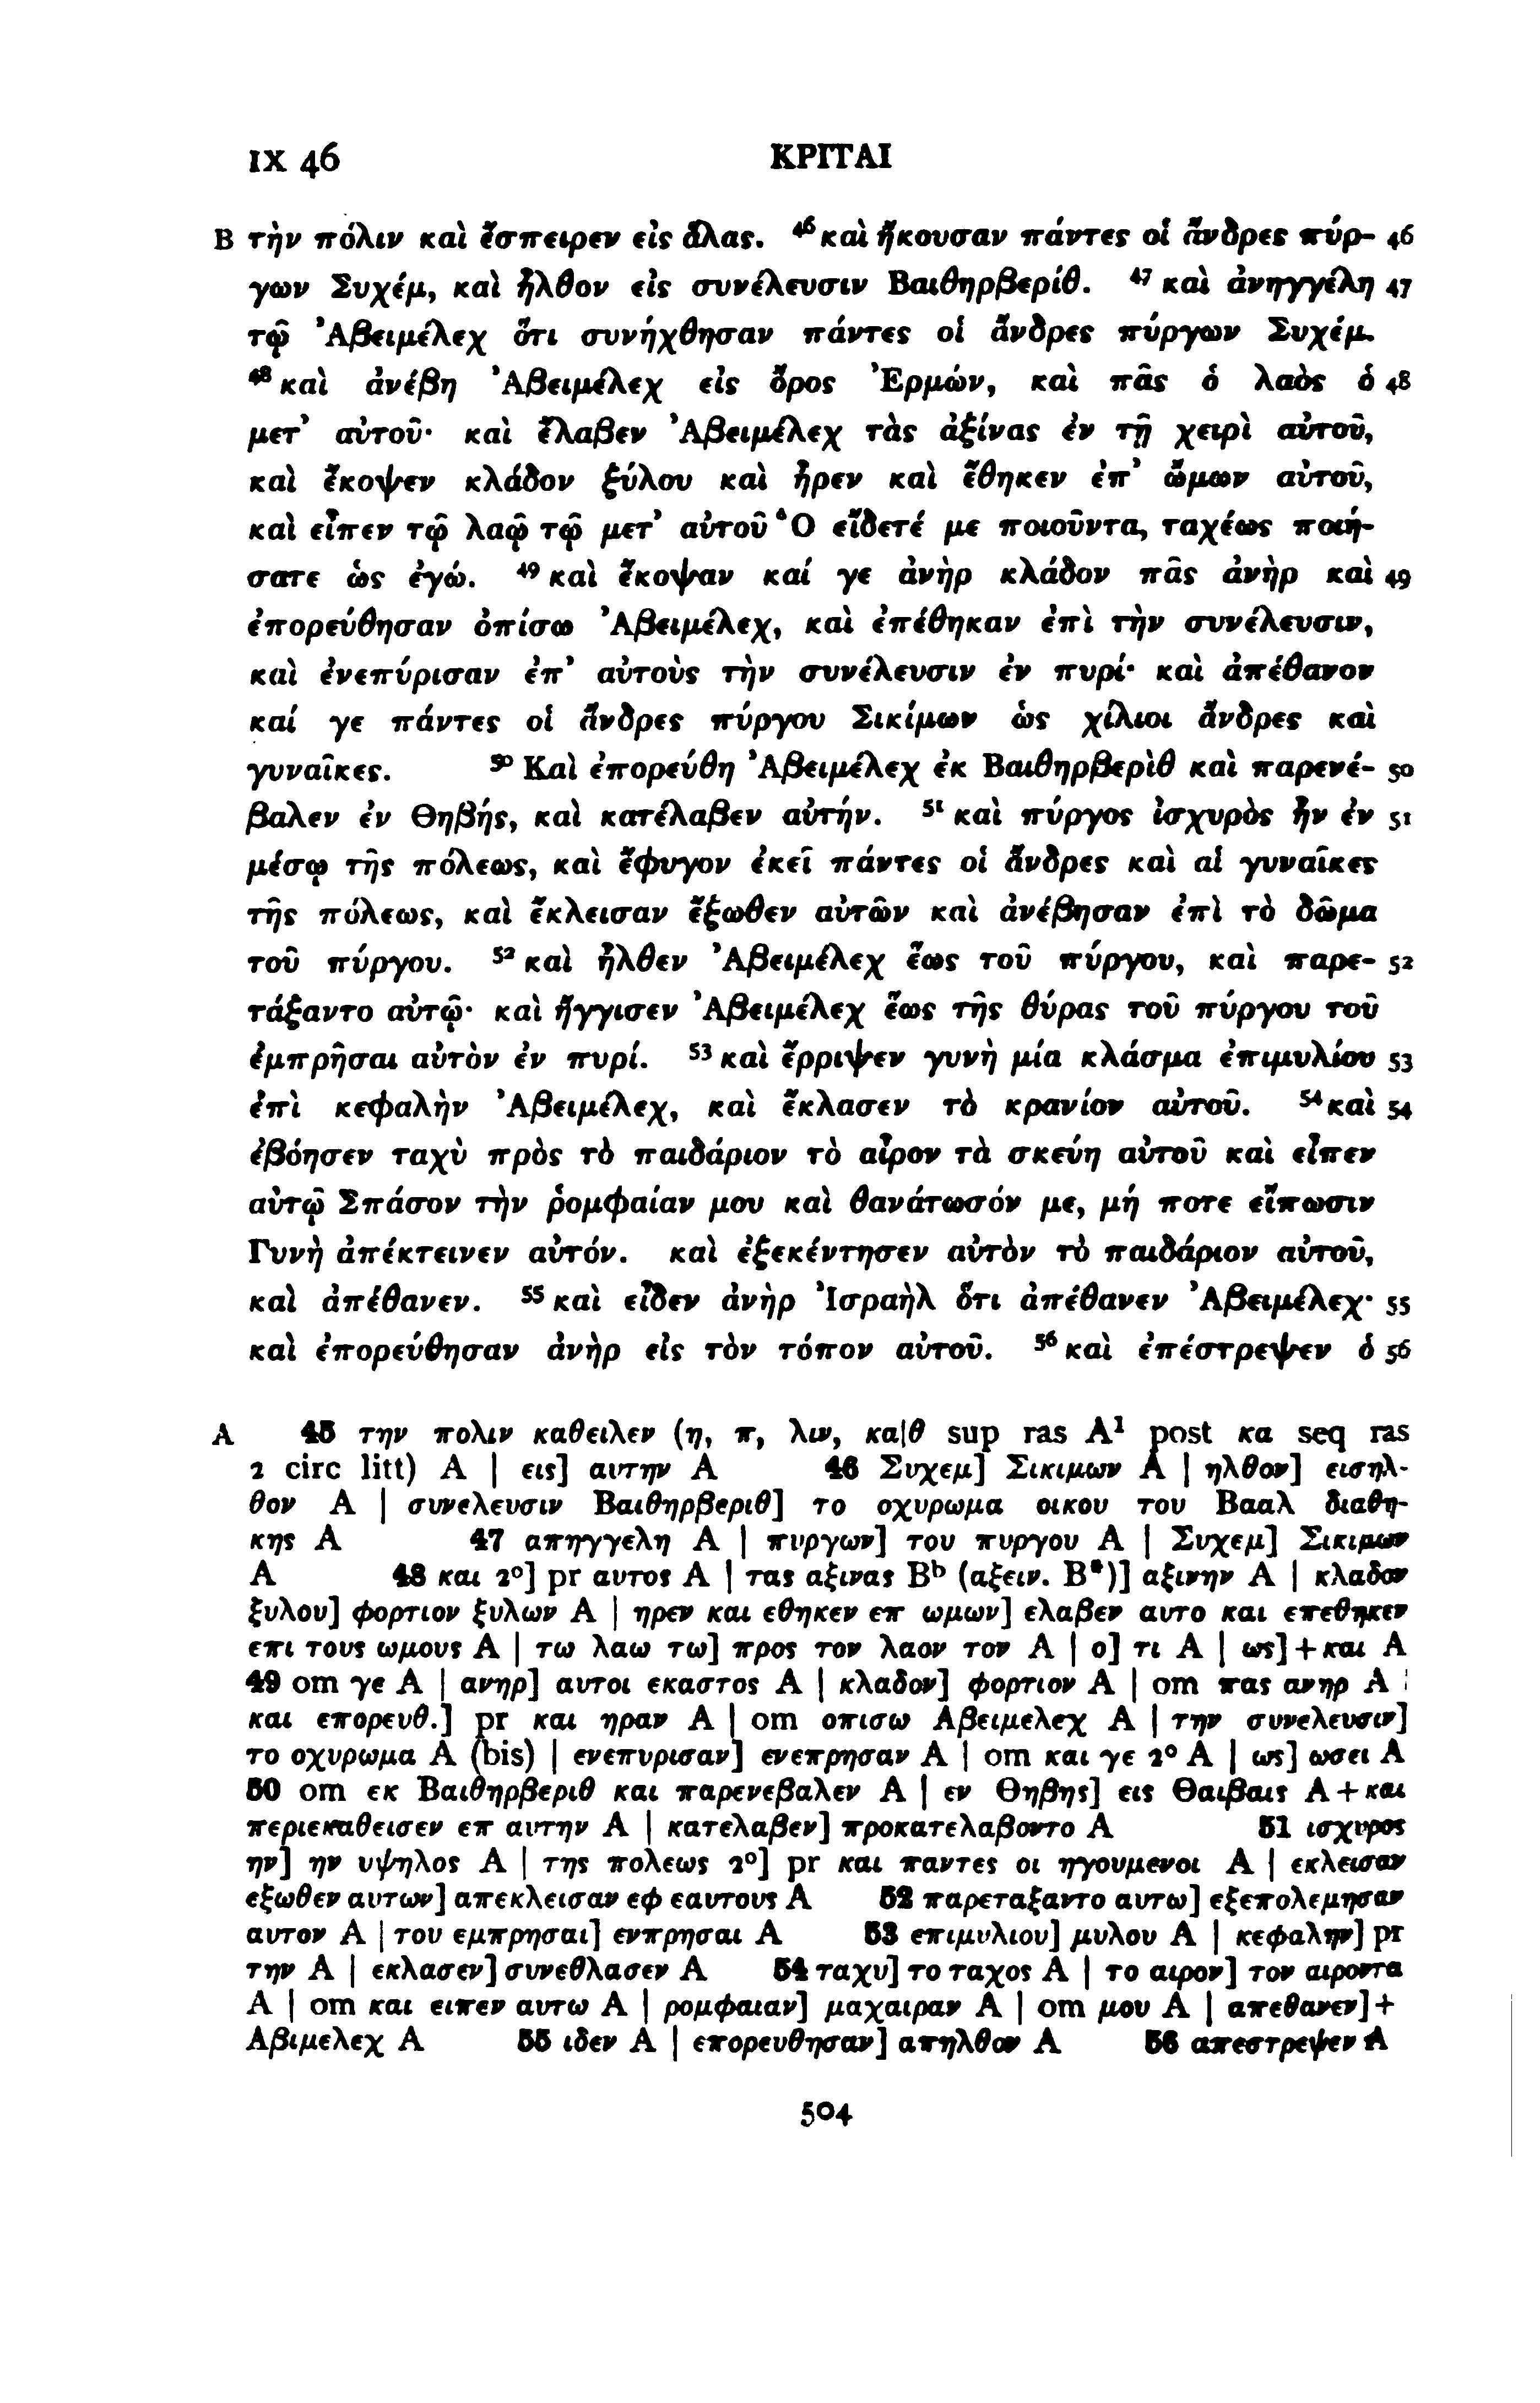 IX 46 ΚΡΙΤΑΙ
B τὴν πόλιν καὶ ἔσπειρεν εἰς ἅλας. ⁴⁶καὶ ἤκουσαν πάντες οἱ ἄνδρες πύρ- 46
γων Συχέμ, καὶ ἦλθον εἰς συνέλευσιν Βαιθηρβερίθ. ⁴⁷καὶ ἀνηγγέλη 47
τῷ Ἀβειμέλεχ ὅτι συνήχθησαν πάντες οἱ ἄνδρες πύργων Συχέμ.
⁴⁸καὶ ἀνέβη Ἀβειμέλεχ εἰς ὄρος Ἑρμών, καὶ πᾶς ὁ λαὸς ὁ 48
μετ’ αὐτοῦ· καὶ ἔλαβεν Ἀβειμέλεχ τὰς ἀξίνας ἐν τῇ χειρὶ αὐτοῦ,
καὶ ἔκοψεν κλάδον ξύλου καὶ ἦρεν καὶ ἔθηκεν ἐπ’ ὤμων αὐτοῦ,
καὶ εἶπεν τῷ λαῷ τῷ μετ’ αὐτοῦ Ὃ εἴδετέ με ποιοῦντα, ταχέως ποιή-
σατε ὡς ἐγώ. ⁴⁹καὶ ἔκοψαν καί γε ἀνὴρ κλάδον πᾶς ἀνὴρ καὶ 49
ἐπορεύθησαν ὀπίσω Ἀβειμέλεχ, καὶ ἐπέθηκαν ἐπὶ τὴν συνέλευσιν,
καὶ ἐνεπύρισαν ἐπ’ αὐτοὺς τὴν συνέλευσιν ἐν πυρί· καὶ ἀπέθανον
καί γε πάντες οἱ ἄνδρες πύργου Σικίμων ὡς χίλιοι ἄνδρες καὶ
γυναῖκες. ⁵⁰Καὶ ἐπορεύθη Ἀβειμέλεχ ἐκ Βαιθηρβερὶθ καὶ παρενέ- 50
βαλεν ἐν Θηβής, καὶ κατέλαβεν αὐτήν. ⁵¹καὶ πύργος ἰσχυρὸς ἦν ἐν 51
μέσῳ τῆς πόλεως, καὶ ἔφυγον ἐκεῖ πάντες οἱ ἄνδρες καὶ αἱ γυναῖκες
τῆς πόλεως, καὶ ἔκλεισαν ἔξωθεν αὐτῶν καὶ ἀνέβησαν ἐπὶ τὸ δῶμα
τοῦ πύργου. ⁵²καὶ ἦλθεν Ἀβειμέλεχ ἕως τοῦ πύργου, καὶ παρε- 52
τάξαντο αὐτῷ· καὶ ἤγγισεν Ἀβειμέλεχ ἕως τῆς θύρας τοῦ πύργου τοῦ
ἐμπρῆσαι αὐτὸν ἐν πυρί. ⁵³καὶ ἔρριψεν γυνὴ μία κλάσμα ἐπιμυλίου 53
ἐπὶ κεφαλὴν Ἀβειμέλεχ, καὶ ἔκλασεν τὸ κρανίον αὐτοῦ. ⁵⁴καὶ 54
ἐβόησεν ταχὺ πρὸς τὸ παιδάριον τὸ αἶρον τὰ σκεύη αὐτοῦ καὶ εἶπεν
αὐτῷ Σπάσον τὴν ῥομφαίαν μου καὶ θανάτωσόν με, μή ποτε εἴπωσιν
Γυνὴ ἀπέκτεινεν αὐτόν. καὶ ἐξεκέντησεν αὐτὸν τὸ παιδάριον αὐτοῦ,
καὶ ἀπέθανεν. ⁵⁵καὶ εἶδεν ἀνὴρ Ἰσραὴλ ὅτι ἀπέθανεν Ἀβειμέλεχ· 55
καὶ ἐπορεύθησαν ἀνὴρ εἰς τὸν τόπον αὐτοῦ. ⁵⁶καὶ ἐπέστρεψεν ὁ 56
A 45 την πολιν καθειλεν (η, π, λιν, κα|θ sup ras A¹ post κα seq ras
2 circ litt) A | εις] αυτην A 46 Συχεμ] Σικιμων A | ηλθον] εισηλ-
θον A | συνελευσιν Βαιθηρβεριθ] το οχυρωμα οικου του Βααλ διαθη-
κης A 47 απηγγελη A | πυργων] του πυργου A | Συχεμ] Σικιμων
A 48 και 2°] pr αυτος A | τας αξινας Bᵇ (αξειν. B*)] αξινην A | κλαδον
ξυλου] φορτιον ξυλων A | ηρεν και εθηκεν επ ωμων] ελαβεν αυτο και επεθηκεν
επι τους ωμους A | τω λαω τω] προς τον λαον τον A | ο] τι A | ως]+και A
49 om γε A | ανηρ] αυτοι εκαστος A | κλαδον] φορτιον A | om πας ανηρ A |
και επορευθ.] pr και ηραν A | om οπισω Αβειμελεχ A | την συνελευσιν]
το οχυρωμα A (bis) | ενεπυρισαν] ενεπρησαν A | om και γε 2° A | ως] ωσει A
50 om εκ Βαιθηρβεριθ και παρενεβαλεν A | εν Θηβης] εις Θαιβαις A+και
περιεκαθεισεν επ αυτην A | κατελαβεν] προκατελαβοντο A 51 ισχυρος
ην] ην υψηλος A | της πολεως 2°] pr και παντες οι ηγουμενοι A | εκλεισαν
εξωθεν αυτων] απεκλεισαν εφ εαυτους A 52 παρεταξαντο αυτω] εξεπολεμησαν
αυτον A | του εμπρησαι] ενπρησαι A 53 επιμυλιου] μυλου A | κεφαλην] pr
την A | εκλασεν] συνεθλασεν A 54 ταχυ] το ταχος A | το αιρον] τον αιροντα
A | om και ειπεν αυτω A | ρομφαιαν] μαχαιραν A | om μου A | απεθανεν]+
Αβιμελεχ A 55 ιδεν A | επορευθησαν] απηλθον A 56 απεστρεψεν A
504